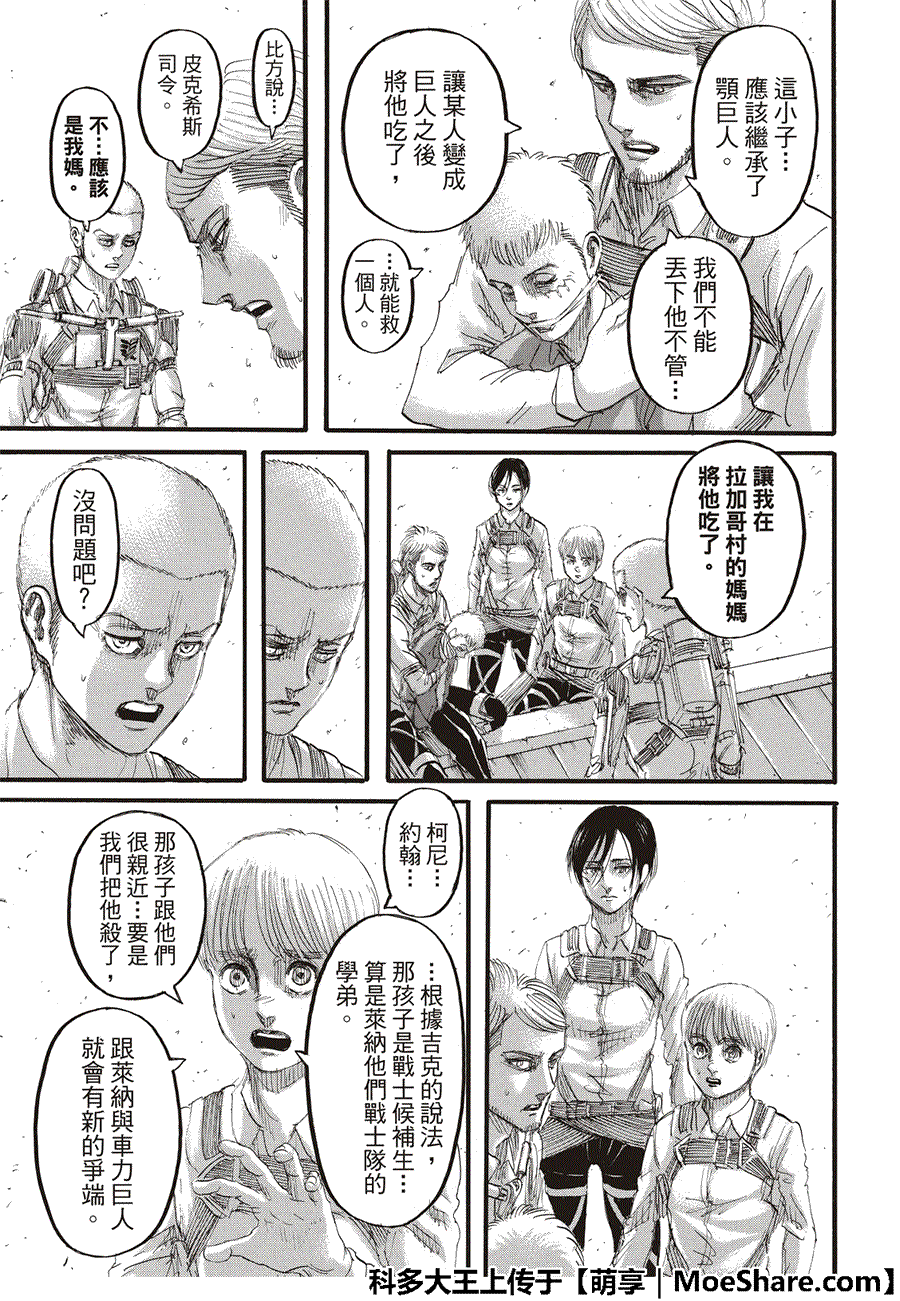 這小子…
應該繼承了
顎巨人。
我們不能
丟下他不管…
讓某人變成
巨人之後
將他吃了，
…就能救
一個人。
比方說…
皮克希斯
司令。
不…應該
是我媽。
讓我在
拉加哥村的媽媽
將他吃了。
沒問題吧？
柯尼…
約翰…
…根據吉克的說法，
那孩子是戰士候補生…
算是萊納他們戰士隊的
學弟。
那孩子跟他們
很親近…要是
我們把他殺了，
跟萊納與車力巨人
就會有新的爭端。
科多大王上传于【萌享｜MoeShare.com】